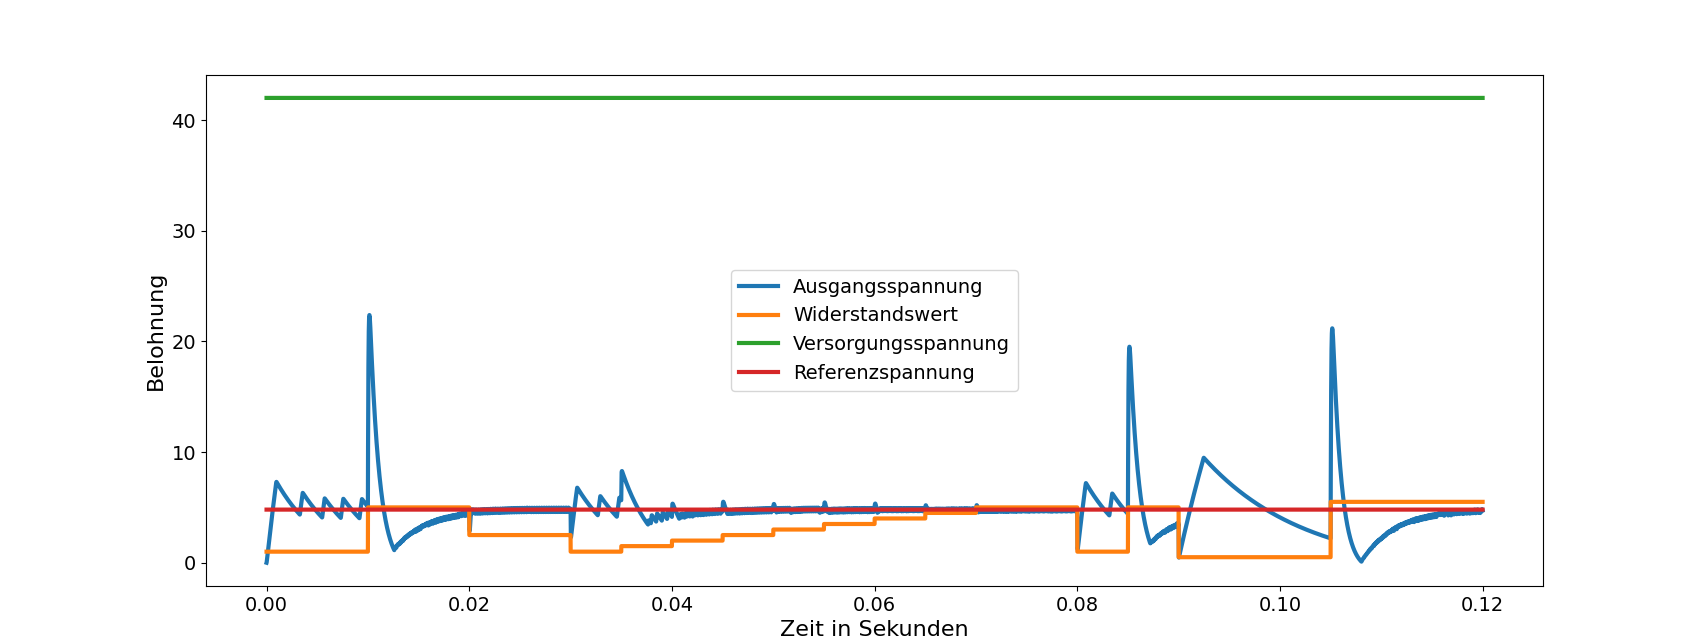 Belohnung
40
30
20
10
0
Ausgangsspannung
Widerstandswert
Versorgungsspannung
Referenzspannung
0.00 0.02 0.04 0.06 0.08 0.10 0.12
Zeit in Sekunden